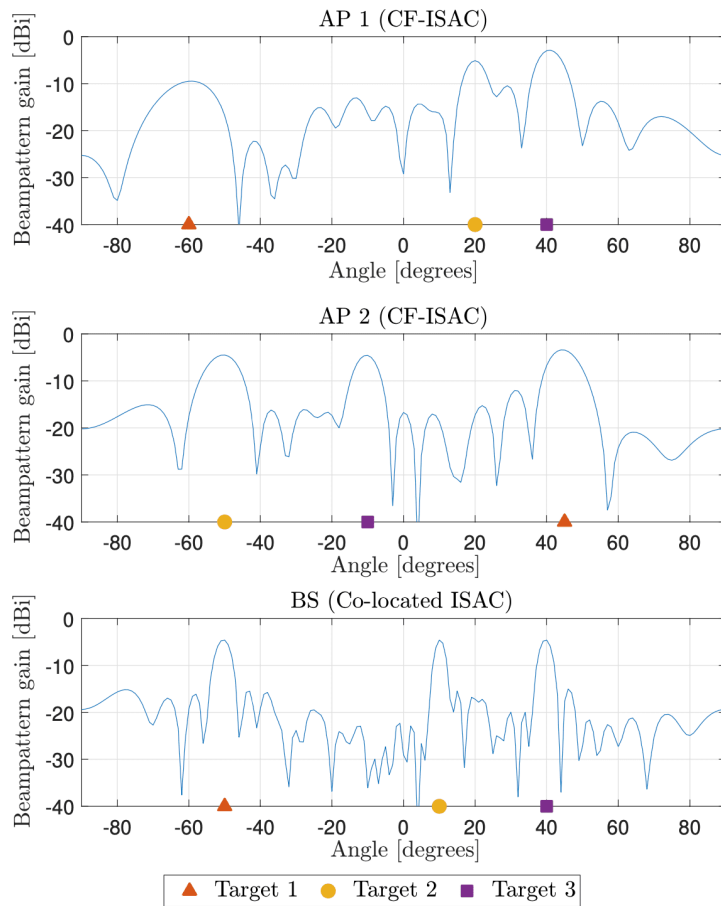 AP 1 (CF-ISAC)
Beampattern gain [dBi]
0
-10
-20
-30
-40
-80 -60 -40 -20 0 20 40 60 80
Angle [degrees]
AP 2 (CF-ISAC)
Beampattern gain [dBi]
0
-10
-20
-30
-40
-80 -60 -40 -20 0 20 40 60 80
Angle [degrees]
BS (Co-located ISAC)
Beampattern gain [dBi]
0
-10
-20
-30
-40
-80 -60 -40 -20 0 20 40 60 80
Angle [degrees]
Target 1 Target 2 Target 3